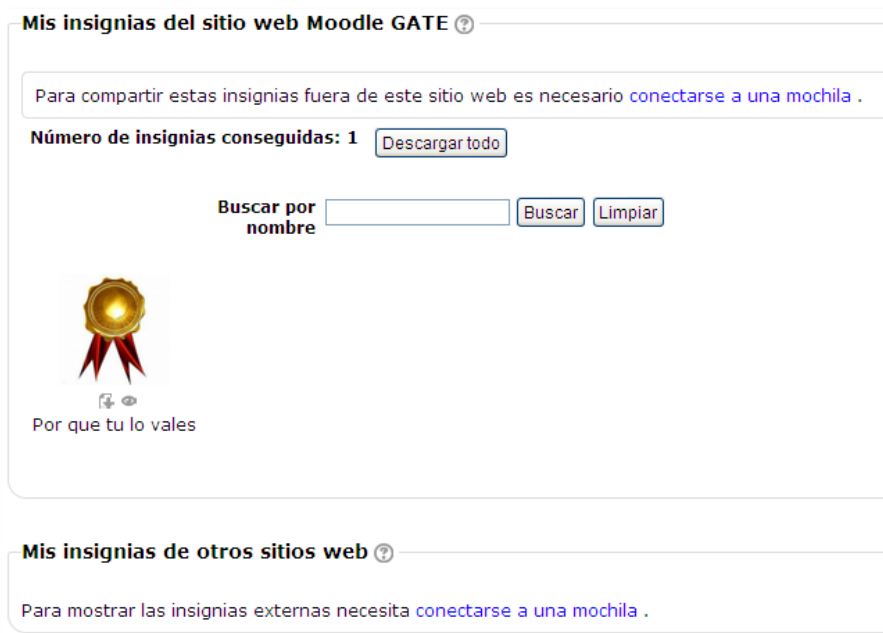 Mis insignias del sitio web Moodle GATE
Para compartir estas insignias fuera de este sitio web es necesario conectarse a una mochila .
Número de insignias conseguidas: 1 Descargar todo
Buscar por
nombre Buscar Limpiar
Por que tu lo vales
Mis insignias de otros sitios web
Para mostrar las insignias externas necesita conectarse a una mochila .